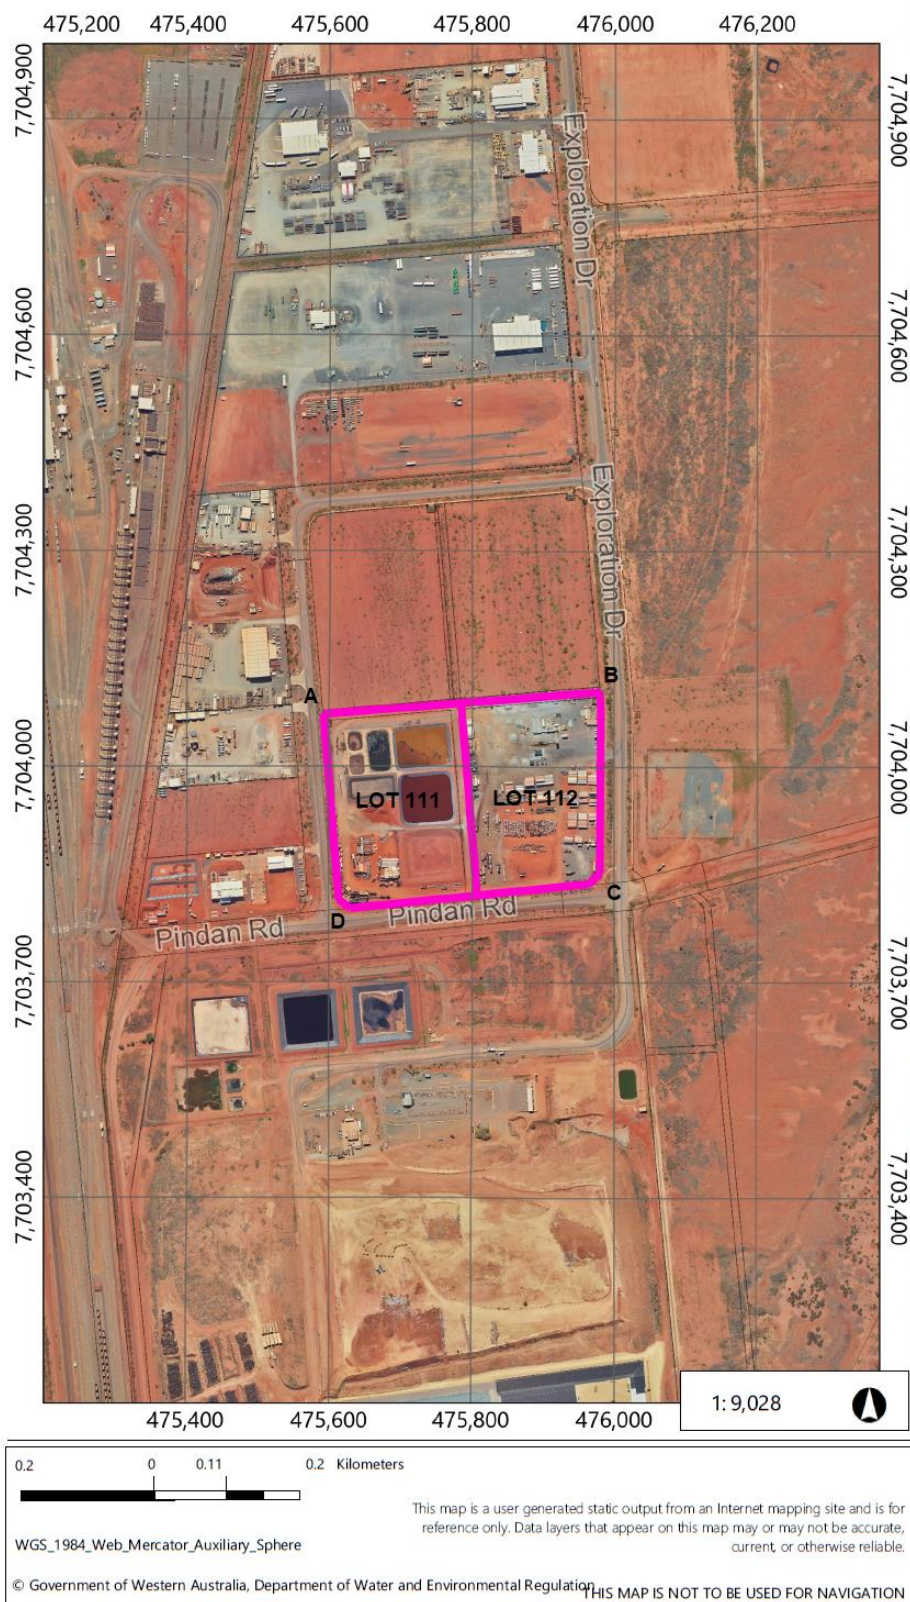 475,200 475,400 475,600 475,800 476,000 476,200
7,704,900
7,704,900
Exploration Dr
7,704,600
7,704,600
Exploration Dr
7,704,300
7,704,300
A
B
7,704,000
7,704,000
LOT 111
LOT 112
C
D
Pindan Rd
Pindan Rd
7,703,700
7,703,700
7,703,400
7,703,400
475,400 475,600 475,800 476,000
1: 9,028
0.2 0 0.11 0.2 Kilometers
This map is a user generated static output from an Internet mapping site and is for
reference only. Data layers that appear on this map may or may not be accurate,
current, or otherwise reliable.
WGS_1984_Web_Mercator_Auxiliary_Sphere
© Government of Western Australia, Department of Water and Environmental Regulation
THIS MAP IS NOT TO BE USED FOR NAVIGATION